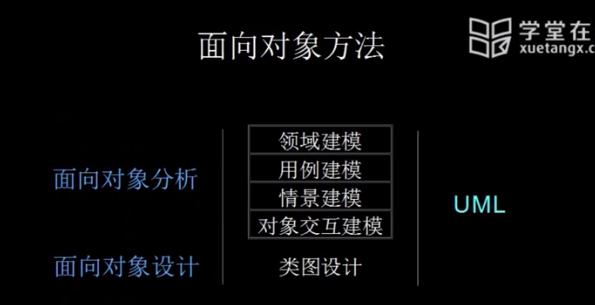 面向对象方法
学堂在
xuetangx.c
领域建模
面向对象分析
用例建模
情景建模
对象交互建模
UML
面向对象设计
类图设计